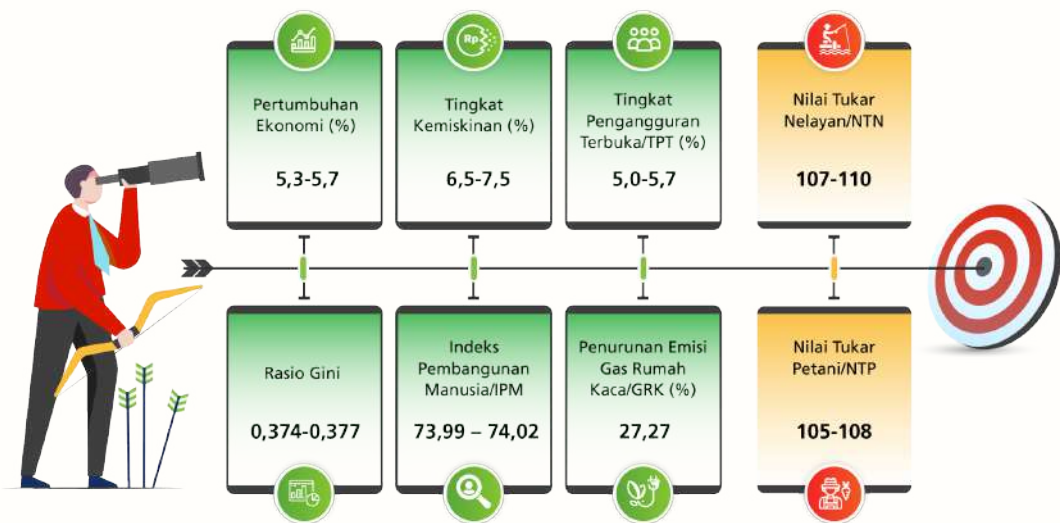 Rp
Pertumbuhan
Ekonomi (%)
5,3-5,7
Tingkat
Kemiskinan (%)
6,5-7,5
Tingkat
Pengangguran
Terbuka/TPT (%)
5,0-5,7
Nilai Tukar
Nelayan/NTN
107-110
Rasio Gini
0,374-0,377
Indeks
Pembangunan
Manusia/IPM
73,99 – 74,02
Penurunan Emisi
Gas Rumah
Kaca/GRK (%)
27,27
Nilai Tukar
Petani/NTP
105-108